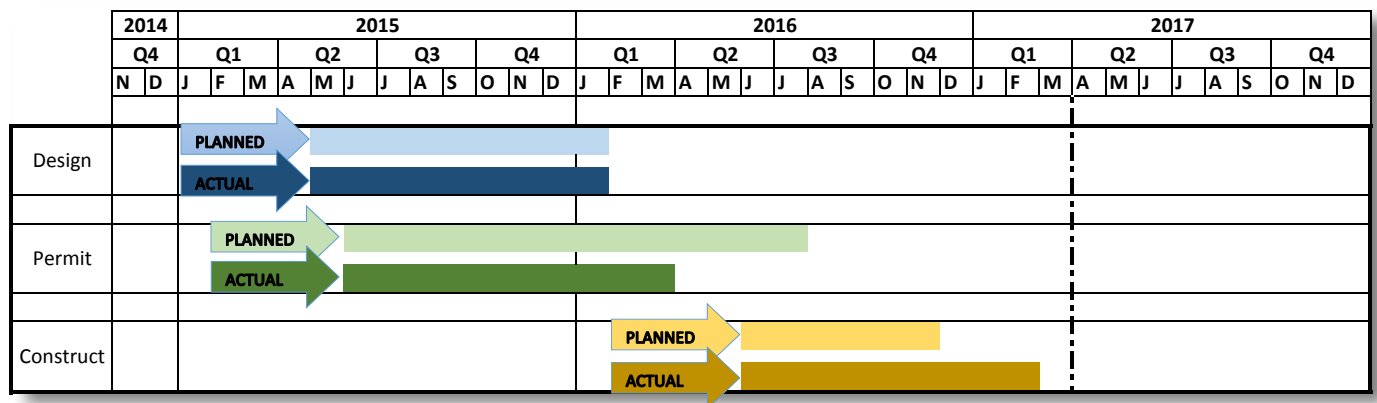 2014 2015 2016 2017
Q4 Q1 Q2 Q3 Q4 Q1 Q2 Q3 Q4 Q1 Q2 Q3 Q4
N D J F M A M J J A S O N D J F M A M J J A S O N D J F M A M J J A S O N D
Design
PLANNED
ACTUAL
Permit
PLANNED
ACTUAL
Construct
PLANNED
ACTUAL